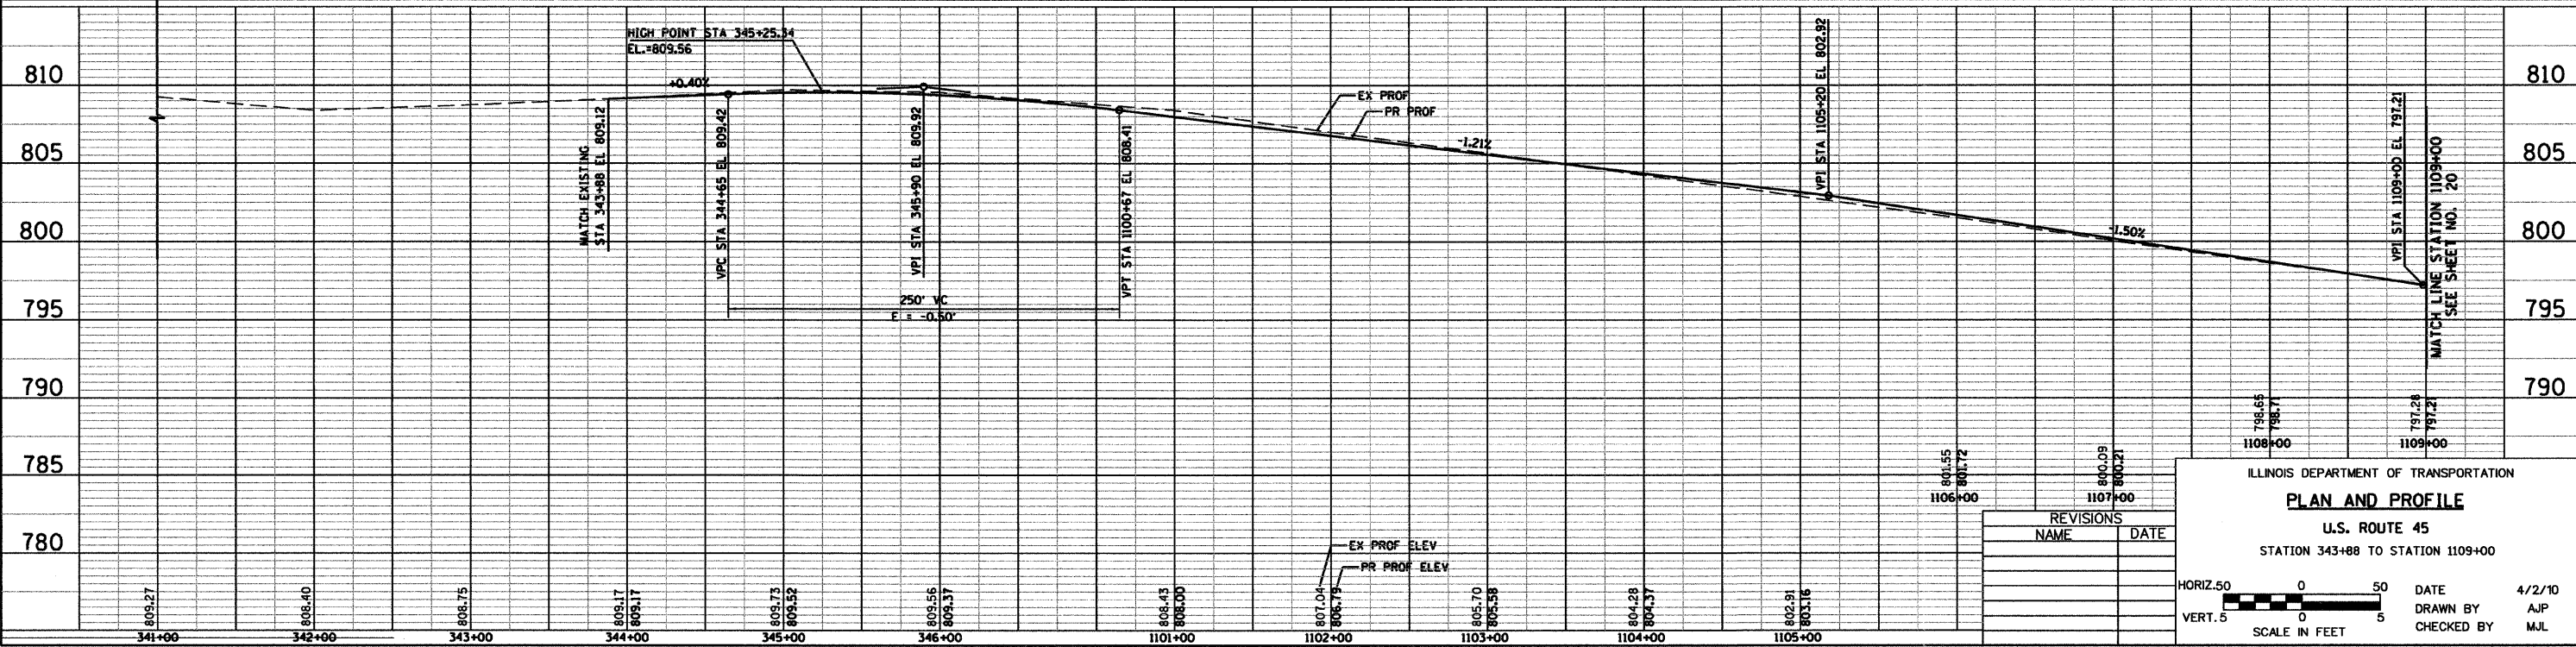 810
805
800
795
790
785
780
810
805
800
795
790
HIGH POINT STA 345+25.34
EL.=809.56
+0.40%
MATCH EXISTING
STA 343+88 EL 809.12
VPC STA 344+65 EL 809.42
VPI STA 345+90 EL 809.92
VPT STA 1100+67 EL 808.41
250' VC
E = -0.50'
EX PROF
PR PROF
-1.21%
VPI STA 1105+20 EL 802.92
-1.50%
VPI STA 1109+00 EL 797.21
MATCH LINE STATION 1109+00
SEE SHEET NO. 20
EX PROF ELEV
PR PROF ELEV
809.27
341+00
808.40
342+00
808.75
343+00
809.17
809.17
344+00
809.73
809.52
345+00
809.56
809.37
346+00
808.43
808.00
1101+00
807.04
806.79
1102+00
805.70
805.58
1103+00
804.28
804.37
1104+00
802.91
803.16
1105+00
801.55
801.72
1106+00
800.09
800.21
1107+00
798.65
798.71
1108+00
797.28
797.21
1109+00
REVISIONS
NAME DATE
ILLINOIS DEPARTMENT OF TRANSPORTATION
PLAN AND PROFILE
U.S. ROUTE 45
STATION 343+88 TO STATION 1109+00
HORIZ. 50 0 50
VERT. 5 0 5
SCALE IN FEET
DATE 4/2/10
DRAWN BY AJP
CHECKED BY MJL